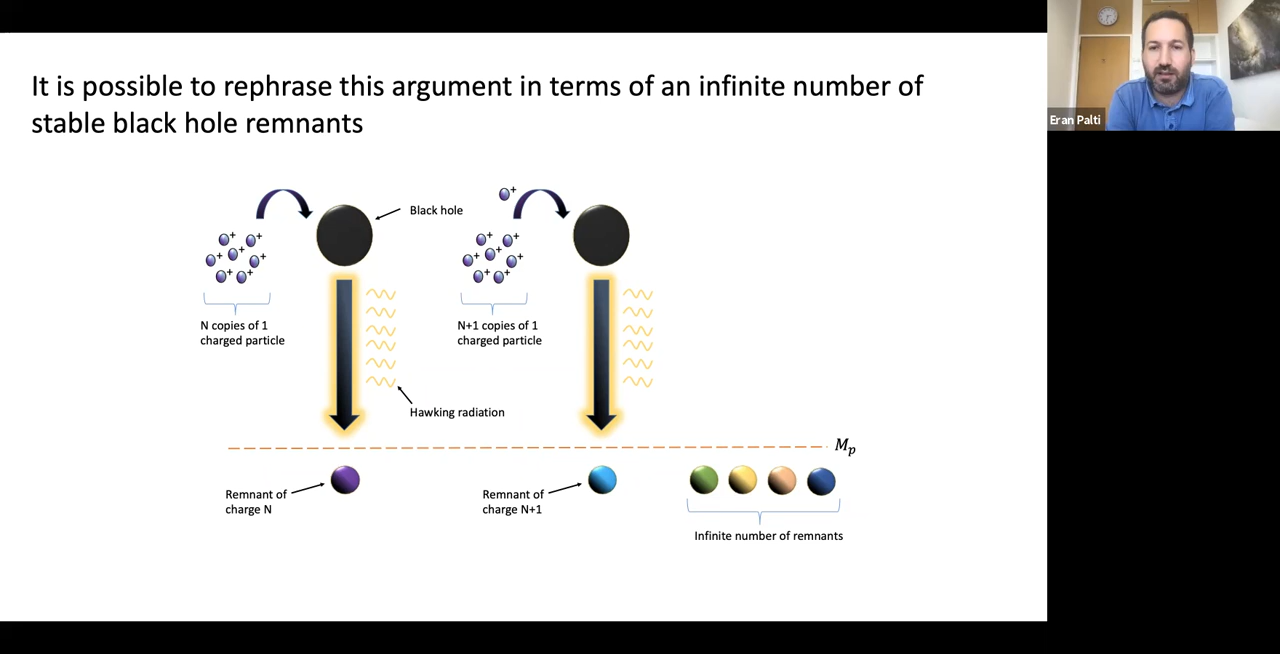 It is possible to rephrase this argument in terms of an infinite number of
stable black hole remnants
Eran Palti
Black hole
N copies of 1
charged particle
N+1 copies of 1
charged particle
Hawking radiation
M_p
Remnant of
charge N
Remnant of
charge N+1
Infinite number of remnants